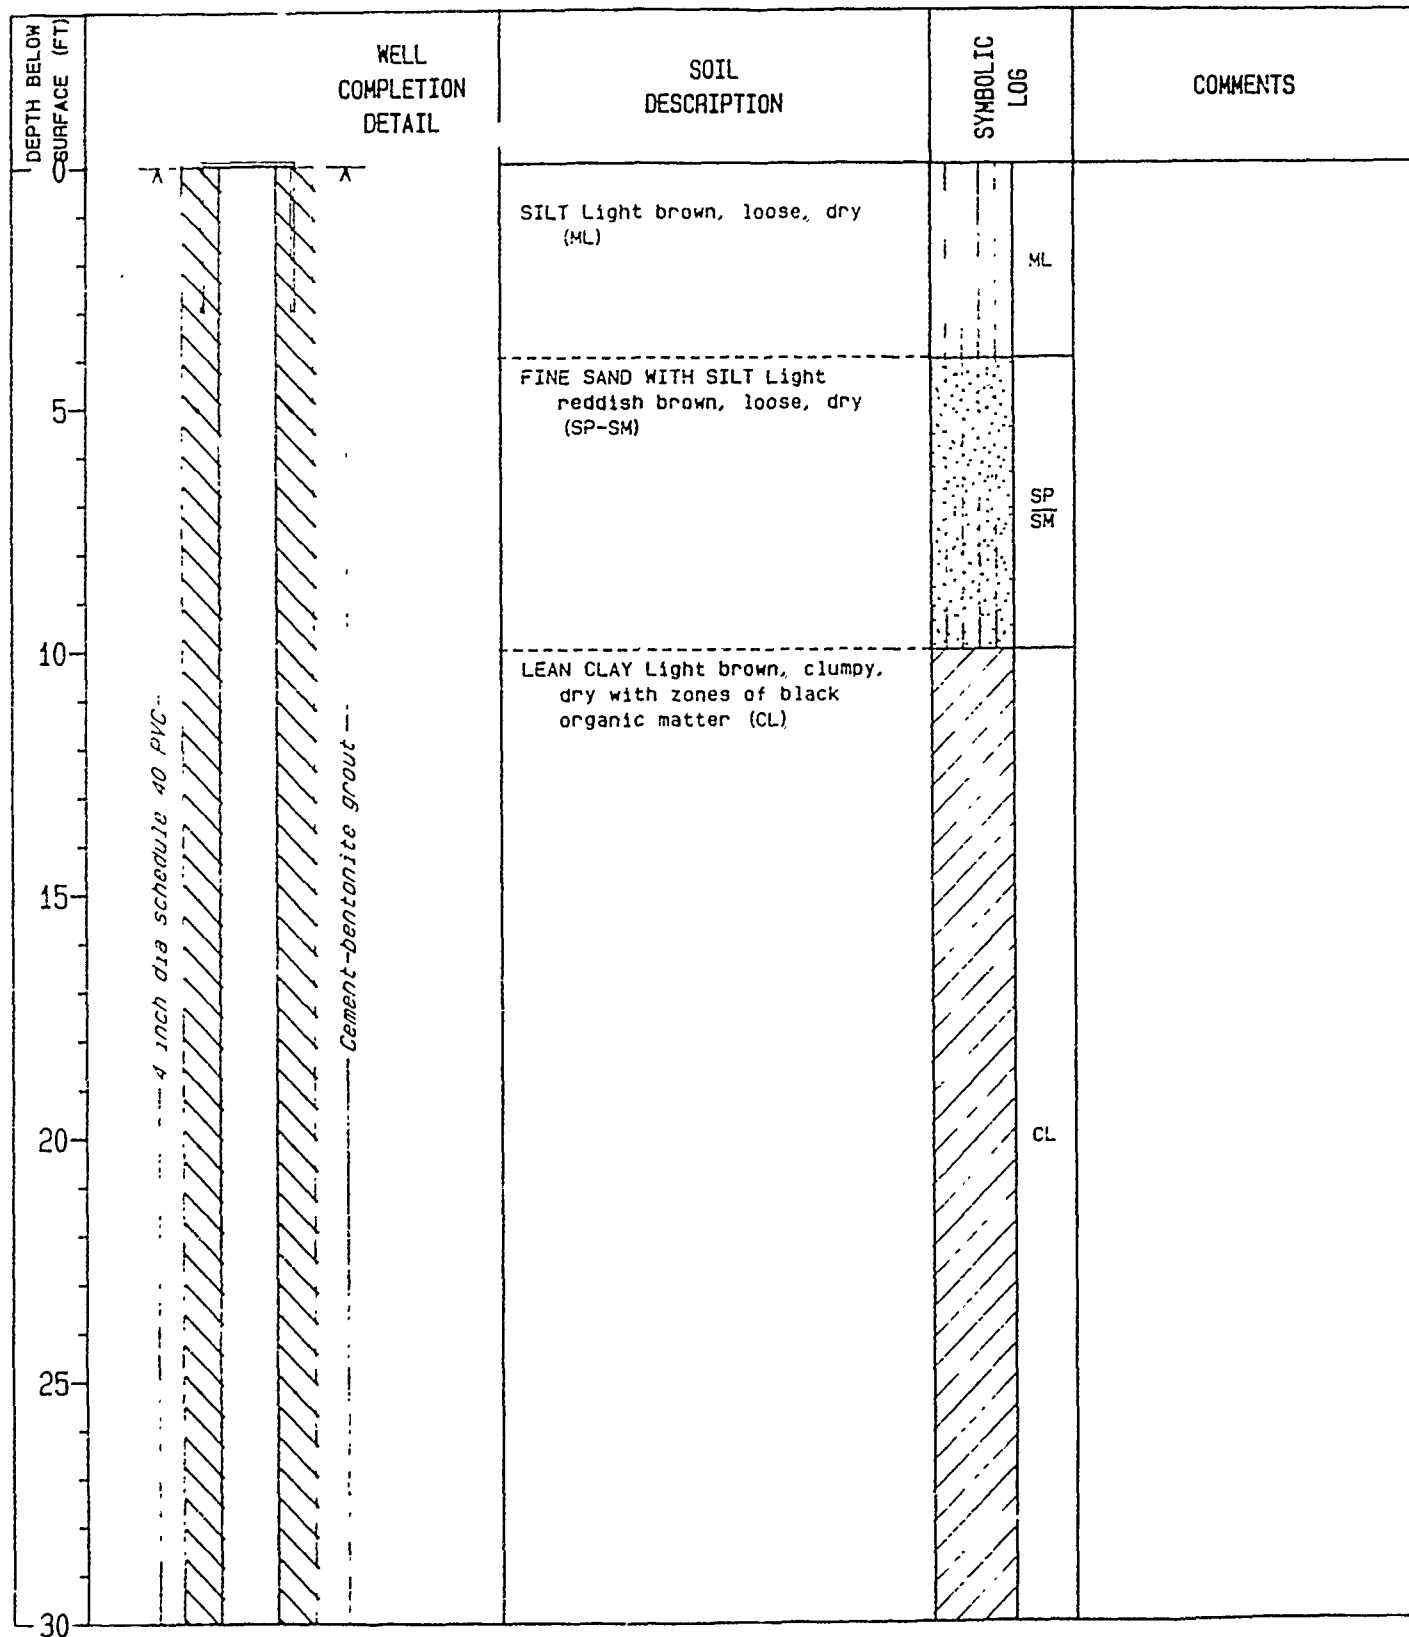 DEPTH BELOW
SURFACE (FT)
WELL
COMPLETION
DETAIL
SOIL
DESCRIPTION
SYMBOLIC
LOG
COMMENTS
0
SILT Light brown, loose, dry
(ML)
ML
FINE SAND WITH SILT Light
reddish brown, loose, dry
(SP-SM)
5
SP
SM
10
LEAN CLAY Light brown, clumpy,
dry with zones of black
organic matter (CL)
4 inch dia schedule 40 PVC
Cement-bentonite grout
15
20
CL
25
30